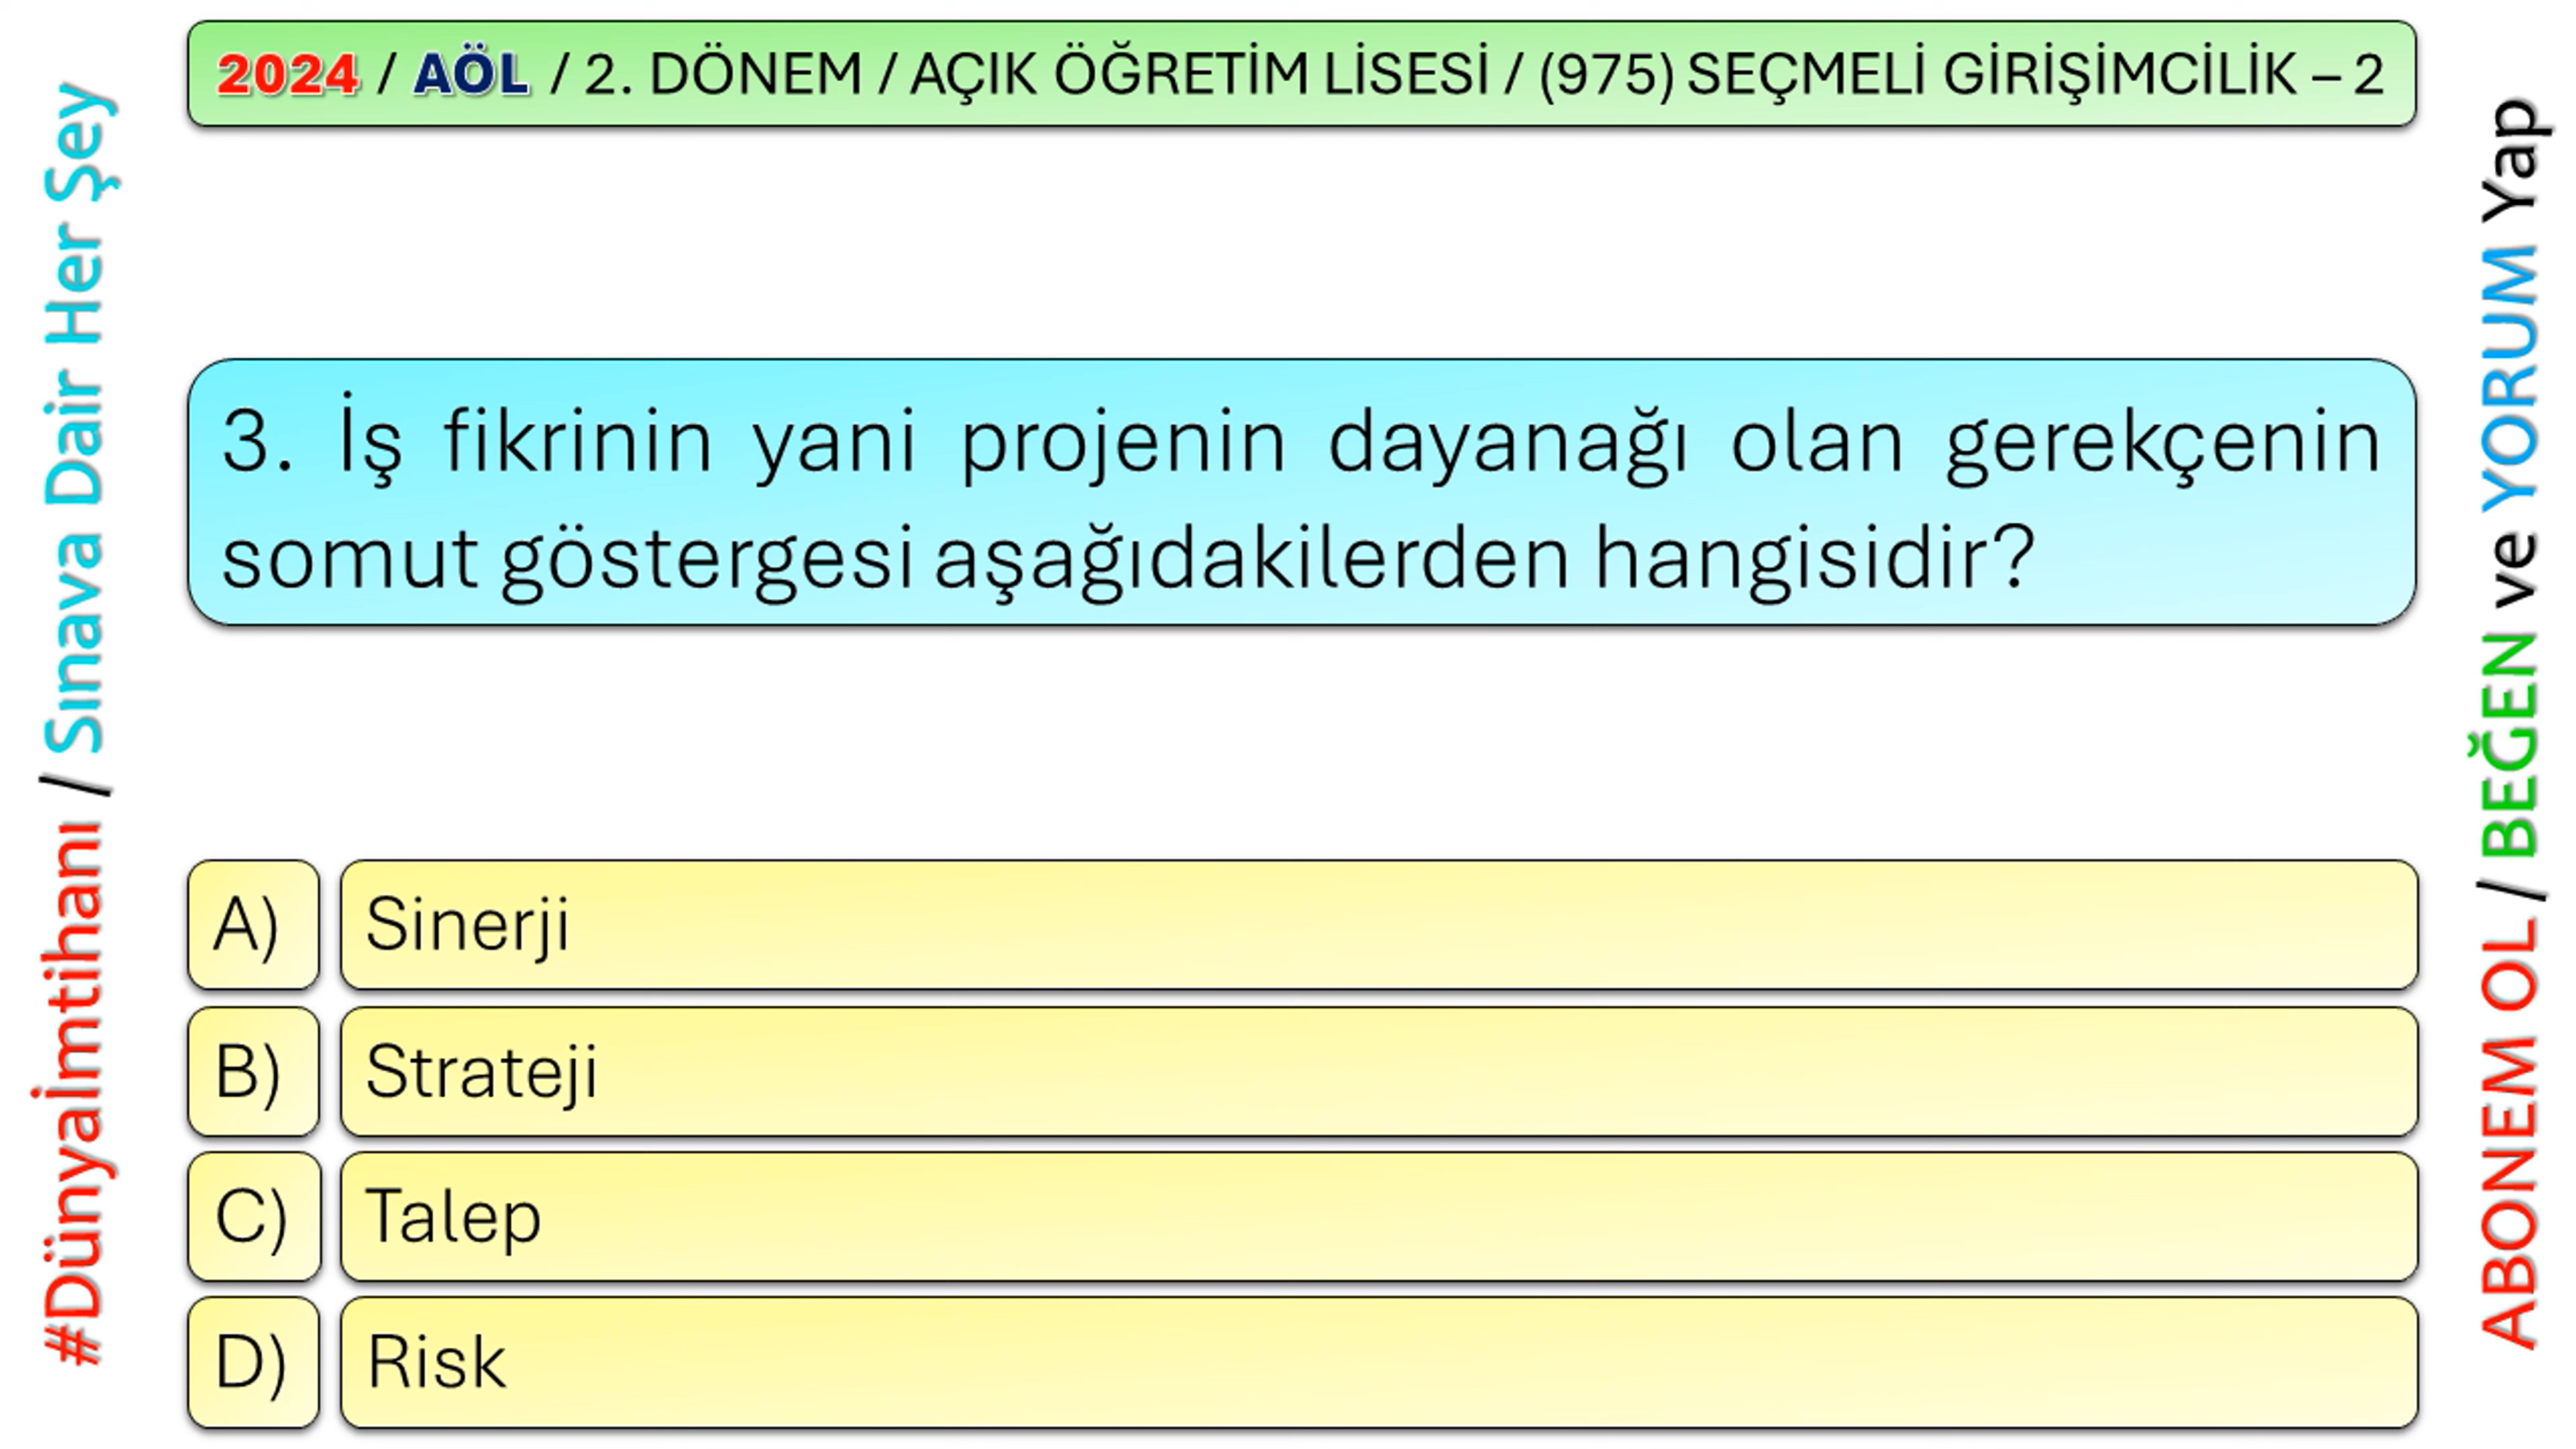 2024 / AÖL / 2. DÖNEM / AÇIK ÖĞRETİM LİSESİ / (975) SEÇMELİ GİRİŞİMCİLİK – 2
#Dünyaİmtihanı / Sınava Dair Her Şey
3. İş fikrinin yani projenin dayanağı olan gerekçenin
somut göstergesi aşağıdakilerden hangisidir?
A) Sinerji
B) Strateji
C) Talep
D) Risk
ABONEM OL / BEĞEN ve YORUM Yap